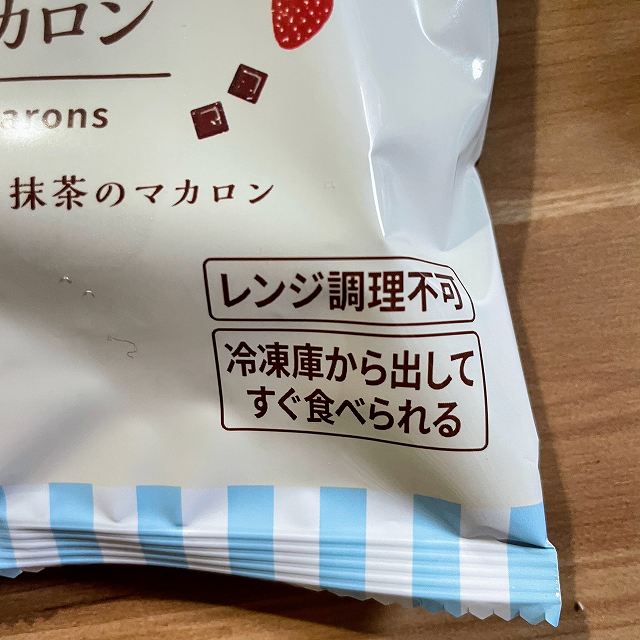 カロン
arons
抹茶のマカロン
レンジ調理不可
冷凍庫から出して
すぐ食べられる